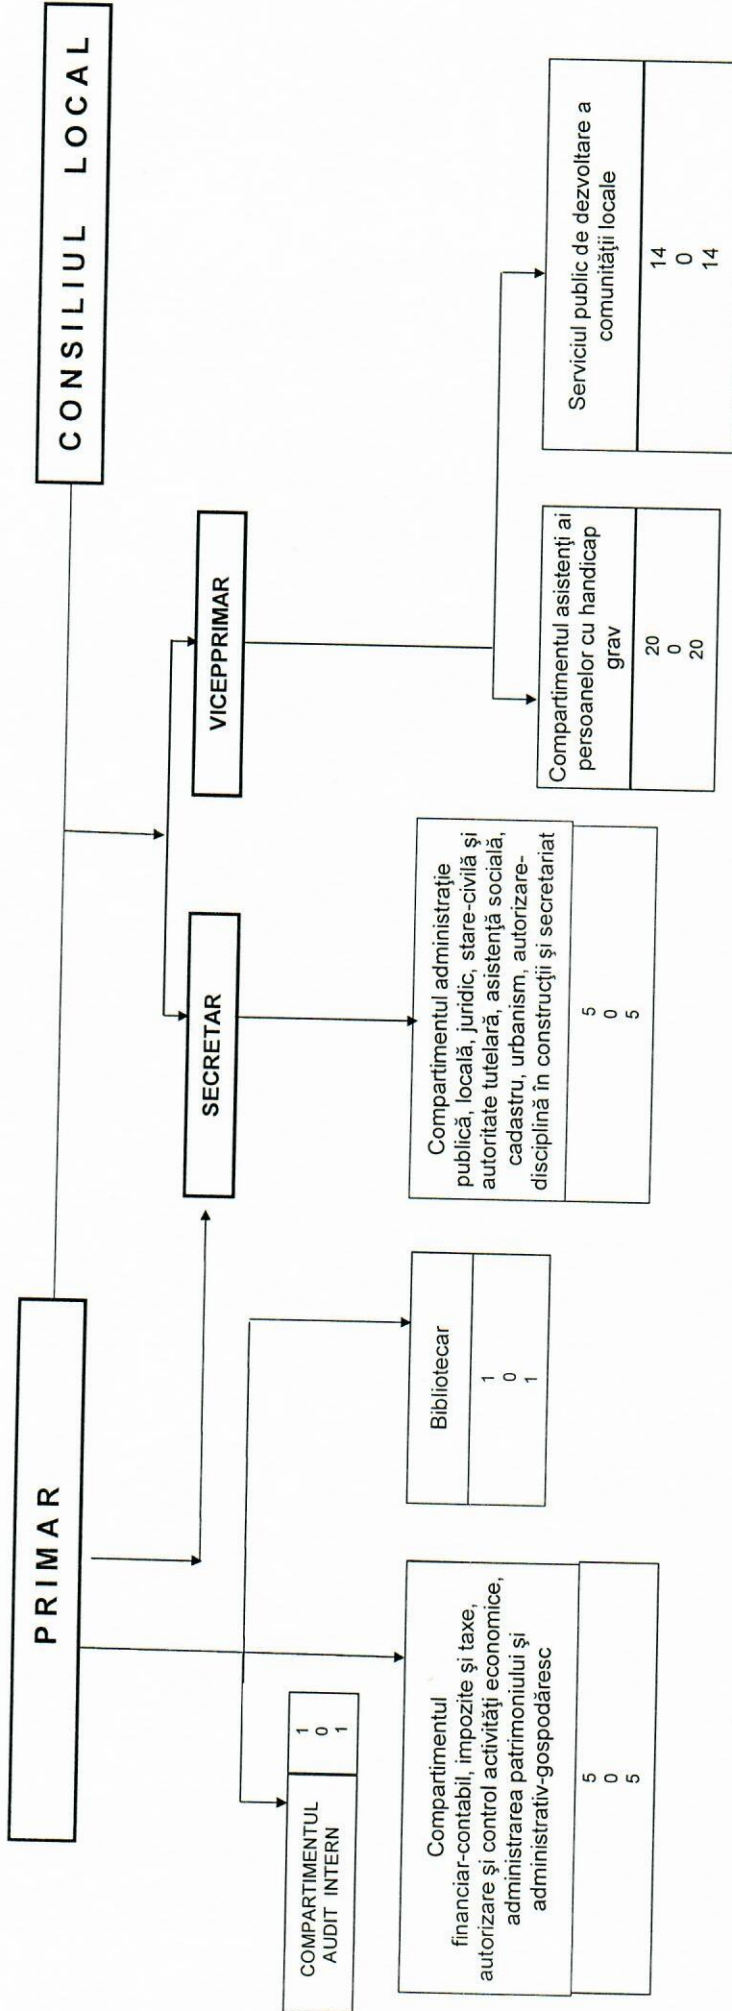 PRIMAR
CONSILIUL LOCAL
SECRETAR
VICEPPRIMAR
COMPARTIMENTUL
AUDIT INTERN
1
0
1
Compartimentul
financiar-contabil, impozite şi taxe,
autorizare şi control activităţi economice,
administrarea patrimoniului şi
administrativ-gospodăresc
5
0
5
Bibliotecar
1
0
1
Compartimentul administraţie
publică, locală, juridic, stare-civilă şi
autoritate tutelară, asistenţă socială,
cadastru, urbanism, autorizare-
disciplină în construcţii şi secretariat
5
0
5
Compartimentul asistenţi ai
persoanelor cu handicap
grav
20
0
20
Serviciul public de dezvoltare a
comunităţii locale
14
0
14